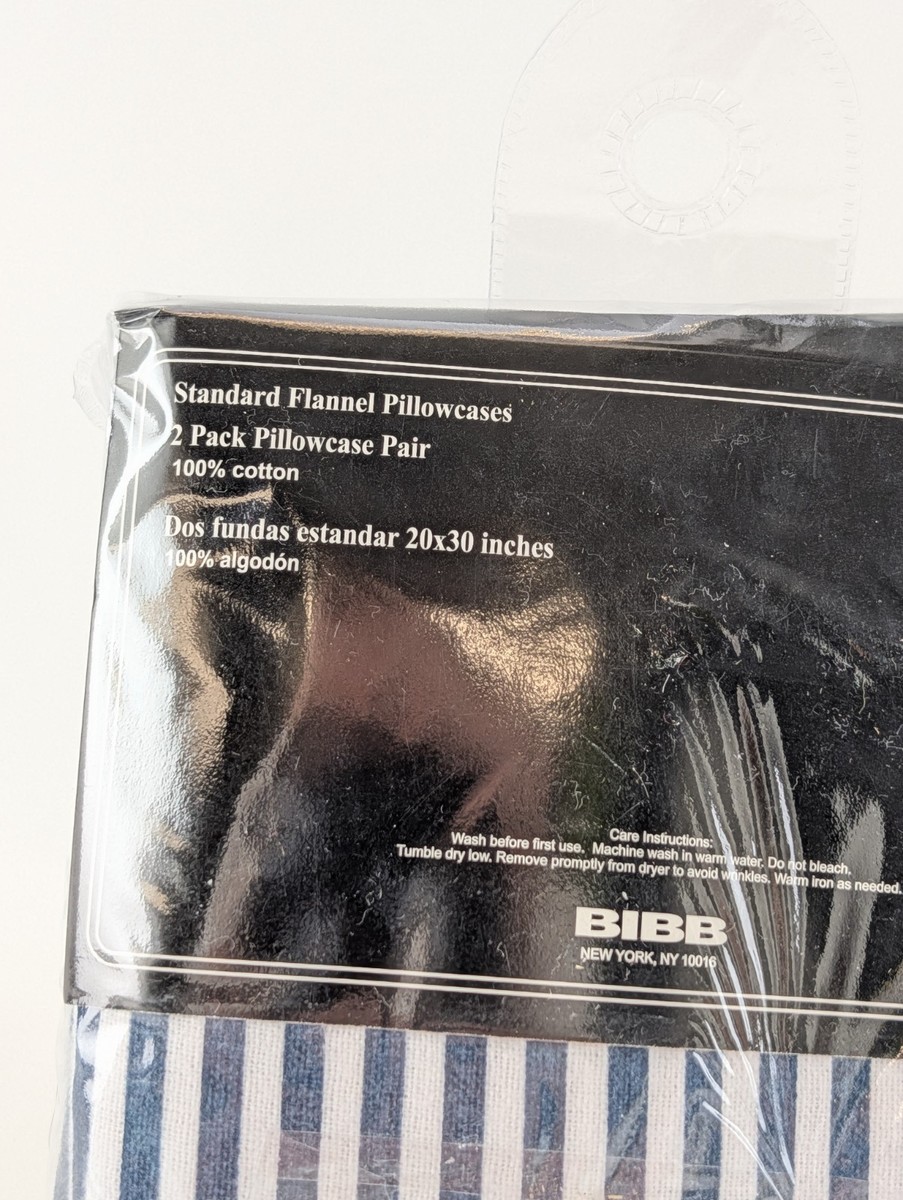 Standard Flannel Pillowcases
2 Pack Pillowcase Pair
100% cotton
Dos fundas estandar 20x30 inches
100% algodón
Care Instructions:
Wash before first use. Machine wash in warm water. Do not bleach.
Tumble dry low. Remove promptly from dryer to avoid wrinkles. Warm iron as needed.
BIBB
NEW YORK, NY 10016